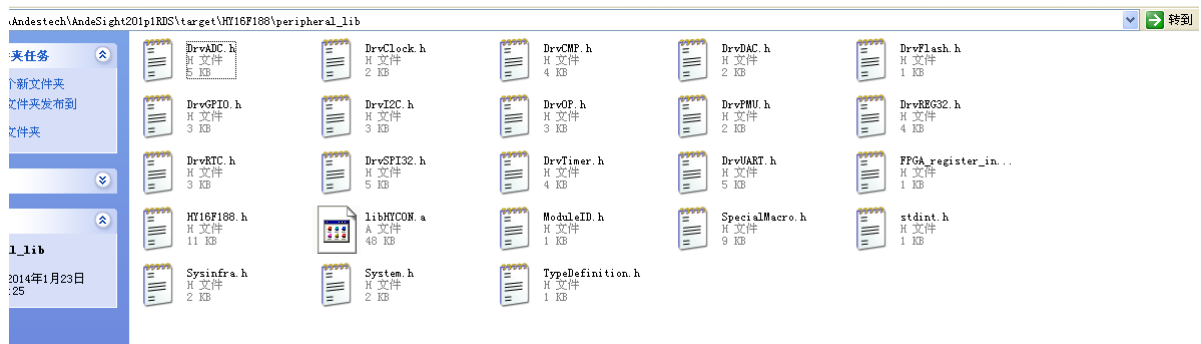 \Andestech\AndeSight201p1RDS\target\HY16F188\peripheral_lib
转到
夹任务
个新文件夹
文件夹发布到
文件夹
l_lib
2014年1月23日
:25
DrvADC.h
H 文件
5 KB
DrvClock.h
H 文件
2 KB
DrvCMP.h
H 文件
4 KB
DrvDAC.h
H 文件
2 KB
DrvFlash.h
H 文件
1 KB
DrvGPIO.h
H 文件
3 KB
DrvI2C.h
H 文件
3 KB
DrvOP.h
H 文件
3 KB
DrvPMU.h
H 文件
2 KB
DrvREG32.h
H 文件
4 KB
DrvRTC.h
H 文件
3 KB
DrvSPI32.h
H 文件
5 KB
DrvTimer.h
H 文件
4 KB
DrvUART.h
H 文件
5 KB
FPGA_register_in...
H 文件
1 KB
HY16F188.h
H 文件
11 KB
libHYCON.a
A 文件
48 KB
ModuleID.h
H 文件
1 KB
SpecialMacro.h
H 文件
9 KB
stdint.h
H 文件
1 KB
Sysinfra.h
H 文件
2 KB
System.h
H 文件
2 KB
TypeDefinition.h
H 文件
1 KB